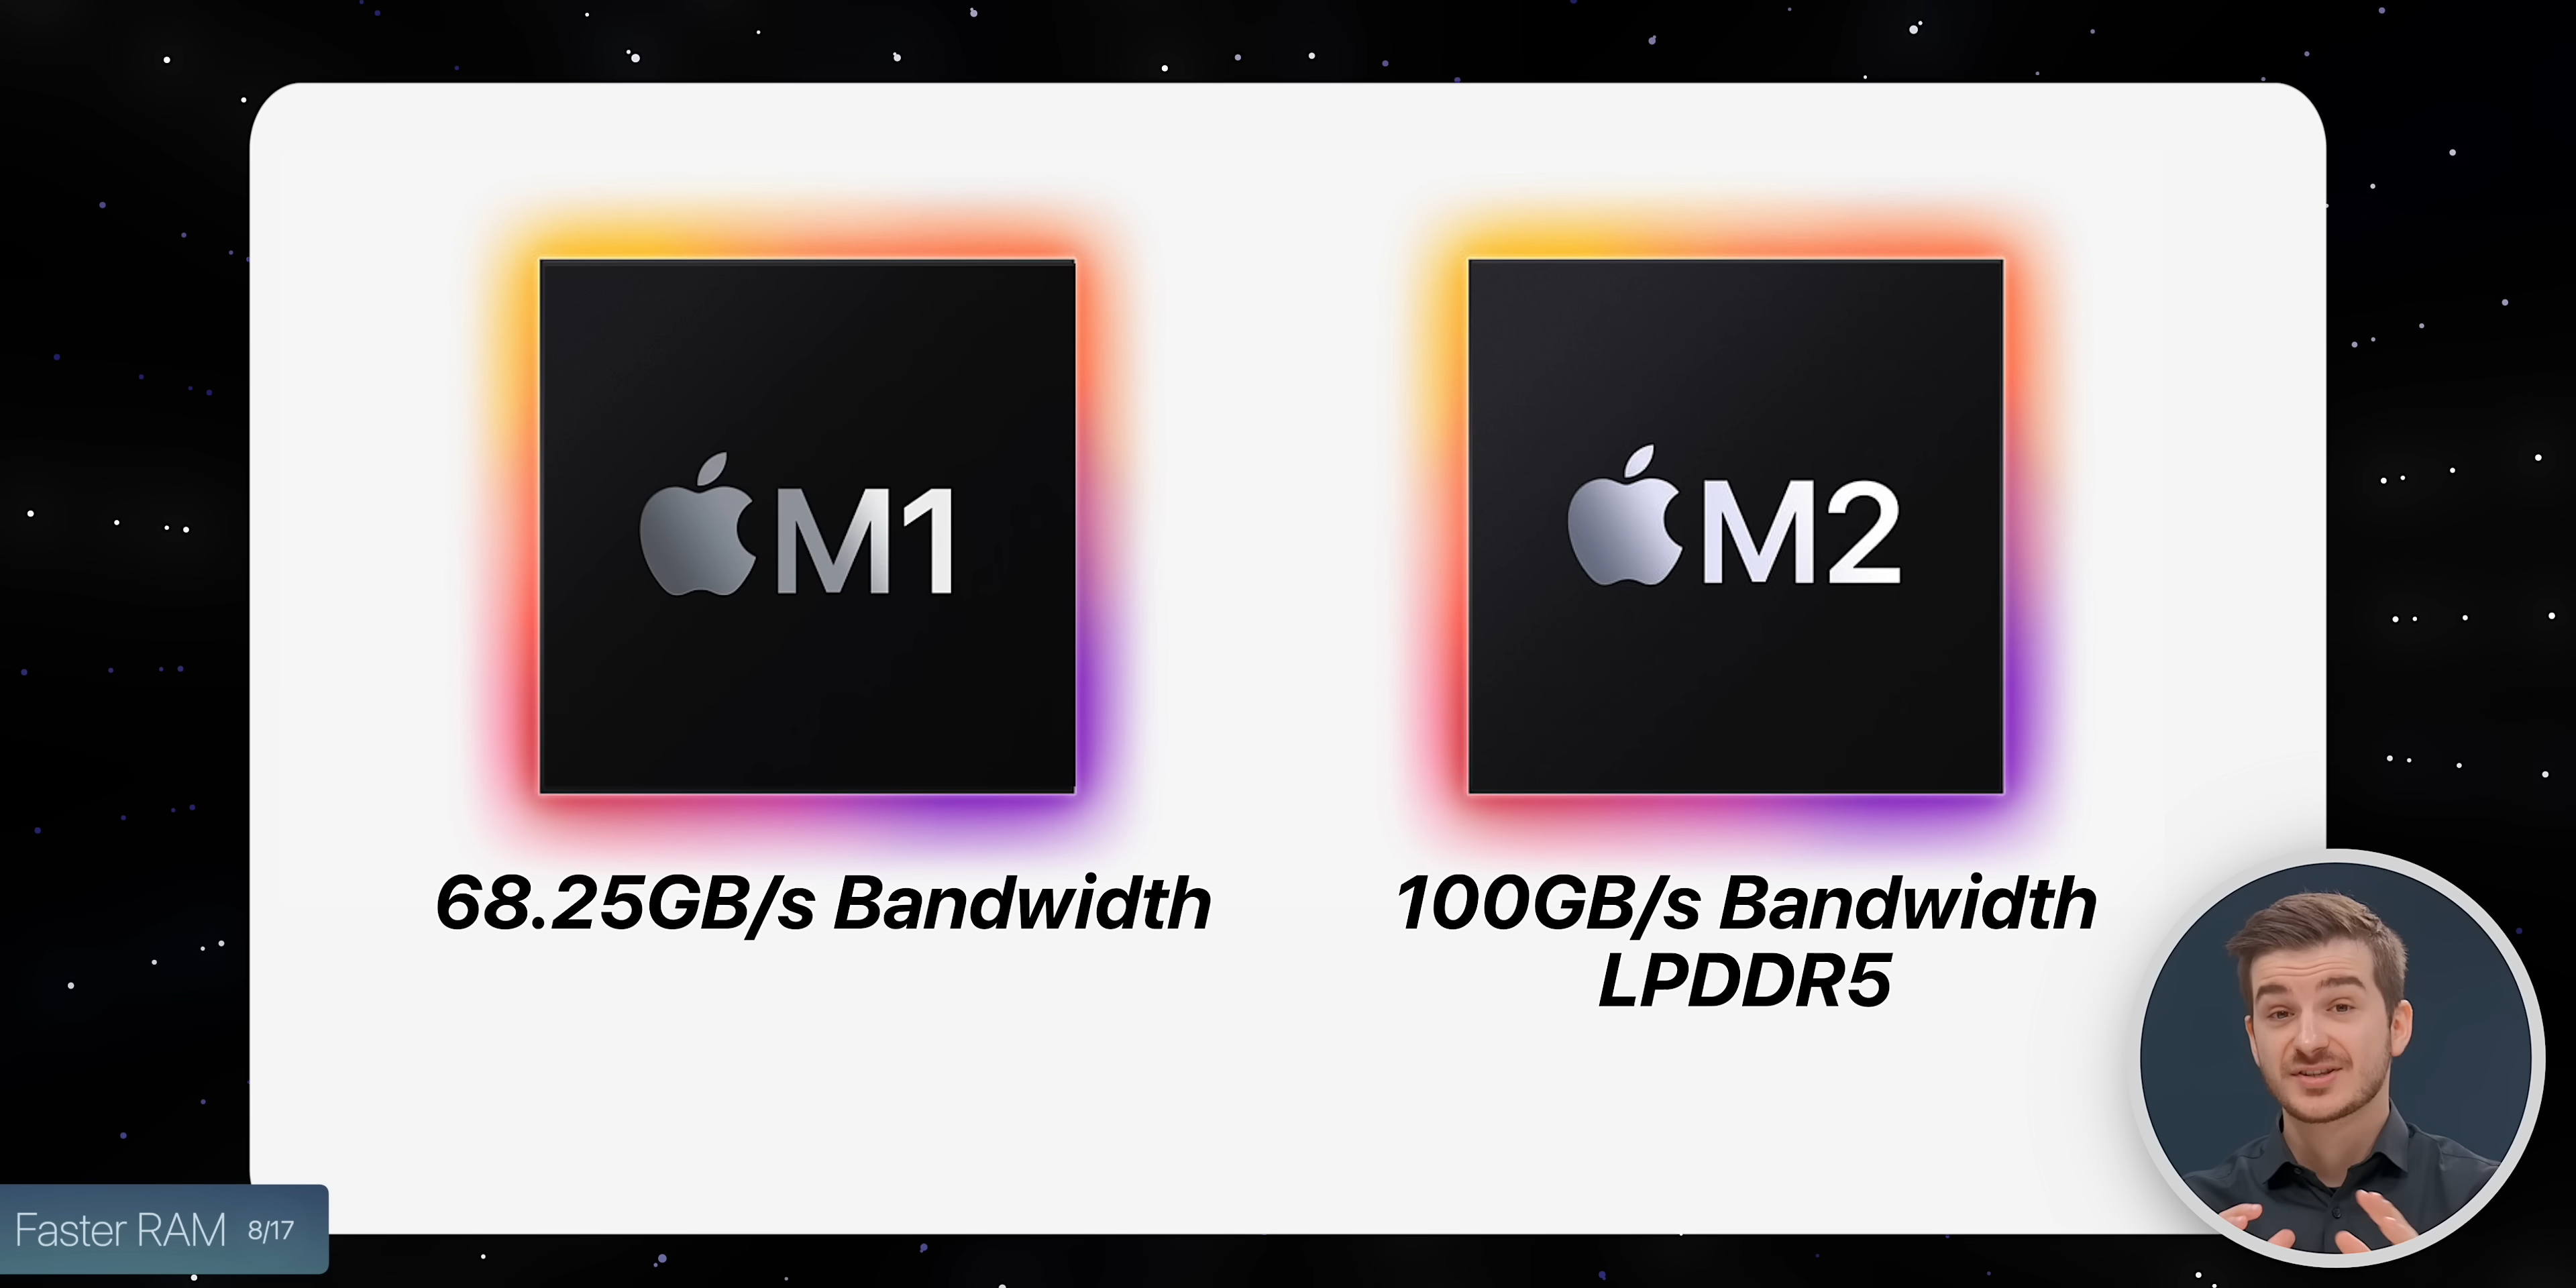 M1
M2
68.25GB/s Bandwidth
100GB/s Bandwidth
LPDDR5
Faster RAM 8/17